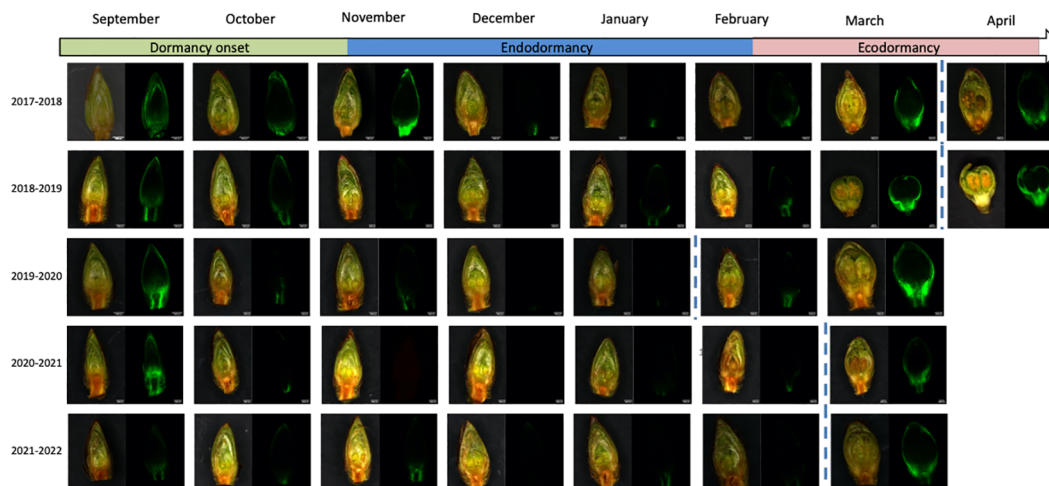 September October November December January February March April
Dormancy onset Endodormancy Ecodormancy
2017-2018
2018-2019
2019-2020
2020-2021
2021-2022